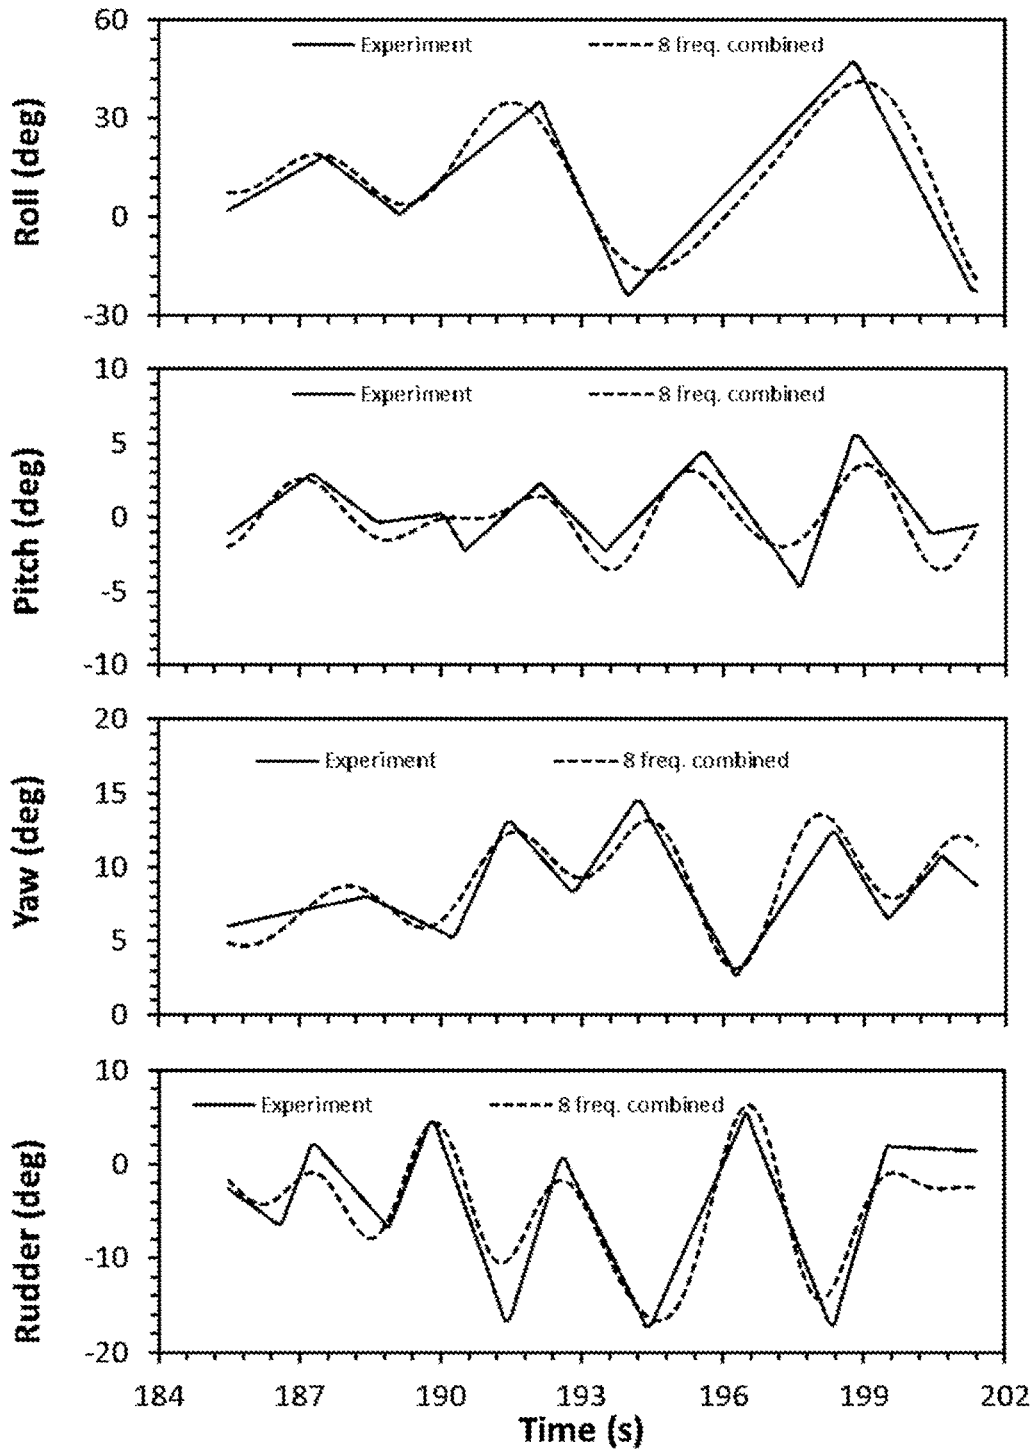 60
Experiment 8 freq. combined
30
0
-30
Roll (deg)
10
Experiment 8 freq. combined
5
0
-5
-10
Pitch (deg)
20
Experiment 8 freq. combined
15
10
5
0
Yaw (deg)
10
Experiment 8 freq. combined
0
-10
-20
Rudder (deg)
184 187 190 193 196 199 202
Time (s)